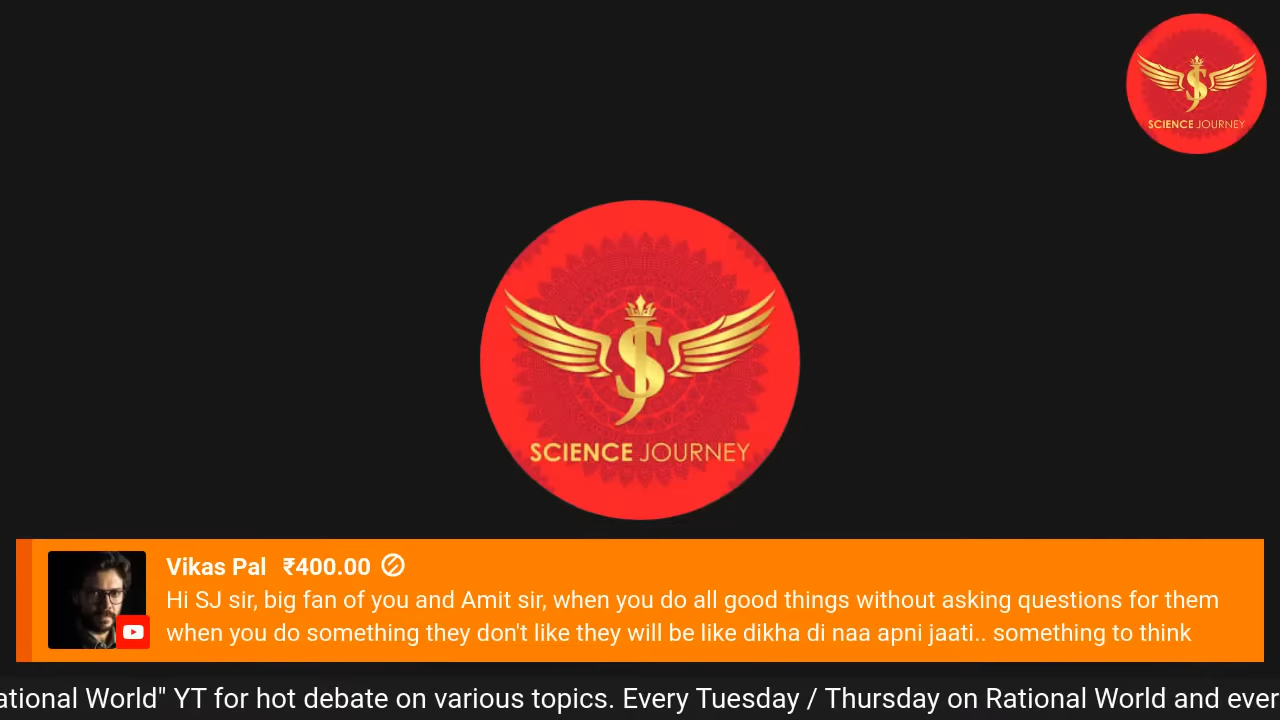 SCIENCE JOURNEY
SCIENCE JOURNEY
Vikas Pal ₹400.00
Hi SJ sir, big fan of you and Amit sir, when you do all good things without asking questions for them
when you do something they don't like they will be like dikha di naa apni jaati.. something to think
ational World" YT for hot debate on various topics. Every Tuesday / Thursday on Rational World and ever